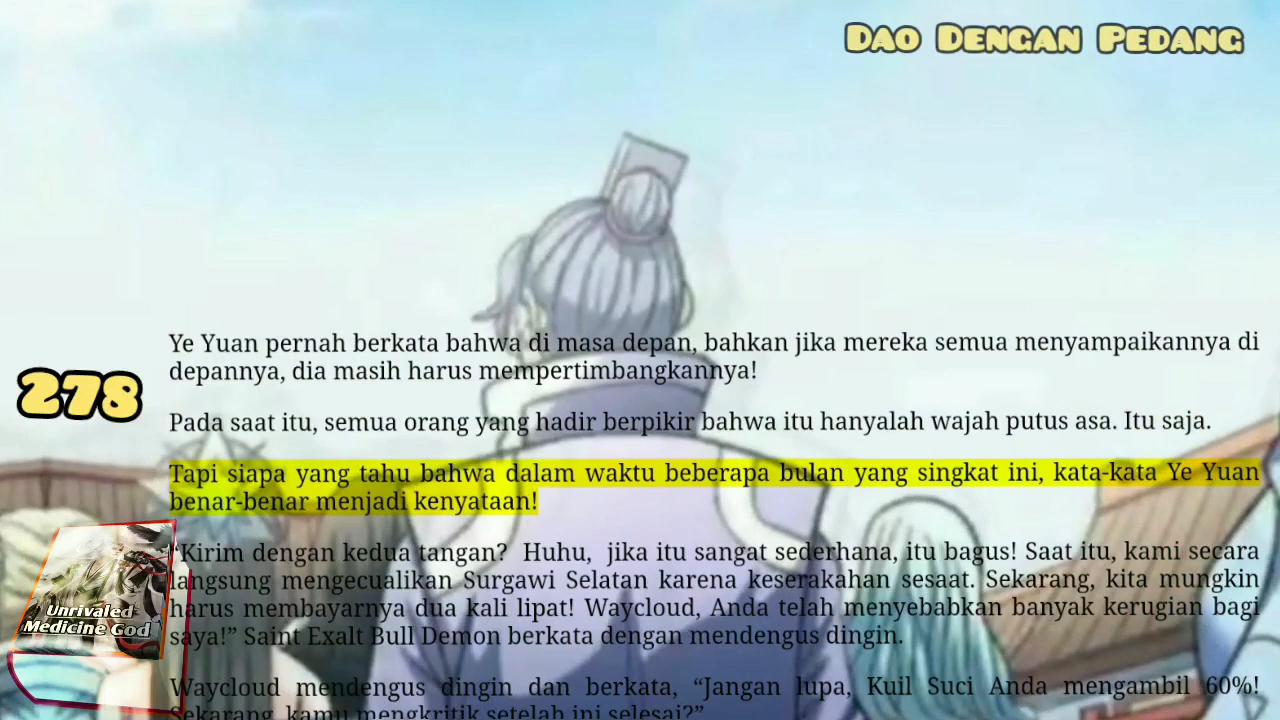 Dao Dengan Pedang
Ye Yuan pernah berkata bahwa di masa depan, bahkan jika mereka semua menyampaikannya di
depannya, dia masih harus mempertimbangkannya!
278
Pada saat itu, semua orang yang hadir berpikir bahwa itu hanyalah wajah putus asa. Itu saja.
Tapi siapa yang tahu bahwa dalam waktu beberapa bulan yang singkat ini, kata-kata Ye Yuan
benar-benar menjadi kenyataan!
“Kirim dengan kedua tangan?  Huhu,  jika itu sangat sederhana, itu bagus! Saat itu, kami secara
langsung mengecualikan Surgawi Selatan karena keserakahan sesaat. Sekarang, kita mungkin
harus membayarnya dua kali lipat! Waycloud, Anda telah menyebabkan banyak kerugian bagi
saya!” Saint Exalt Bull Demon berkata dengan mendengus dingin.
Unrivaled
Medicine God
Waycloud mendengus dingin dan berkata, “Jangan lupa, Kuil Suci Anda mengambil 60%!
Sekarang, kamu mengkritik setelah ini selesai?”